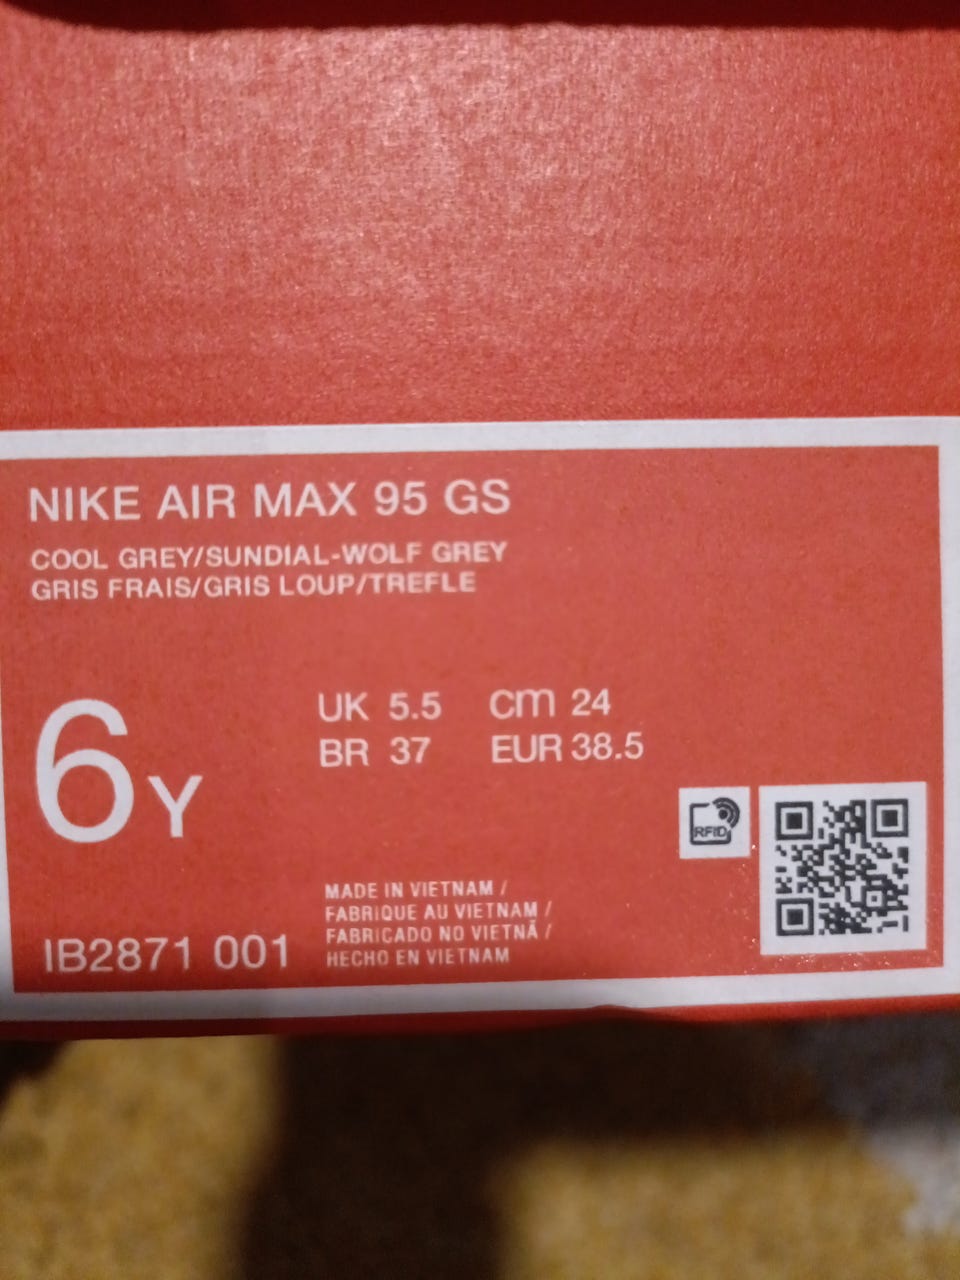 NIKE AIR MAX 95 GS
COOL GREY/SUNDIAL-WOLF GREY
GRIS FRAIS/GRIS LOUP/TREFLE
6Y
UK 5.5 cm 24
BR 37 EUR 38.5
RFID
MADE IN VIETNAM /
FABRIQUE AU VIETNAM /
FABRICADO NO VIETNÃ /
HECHO EN VIETNAM
IB2871 001